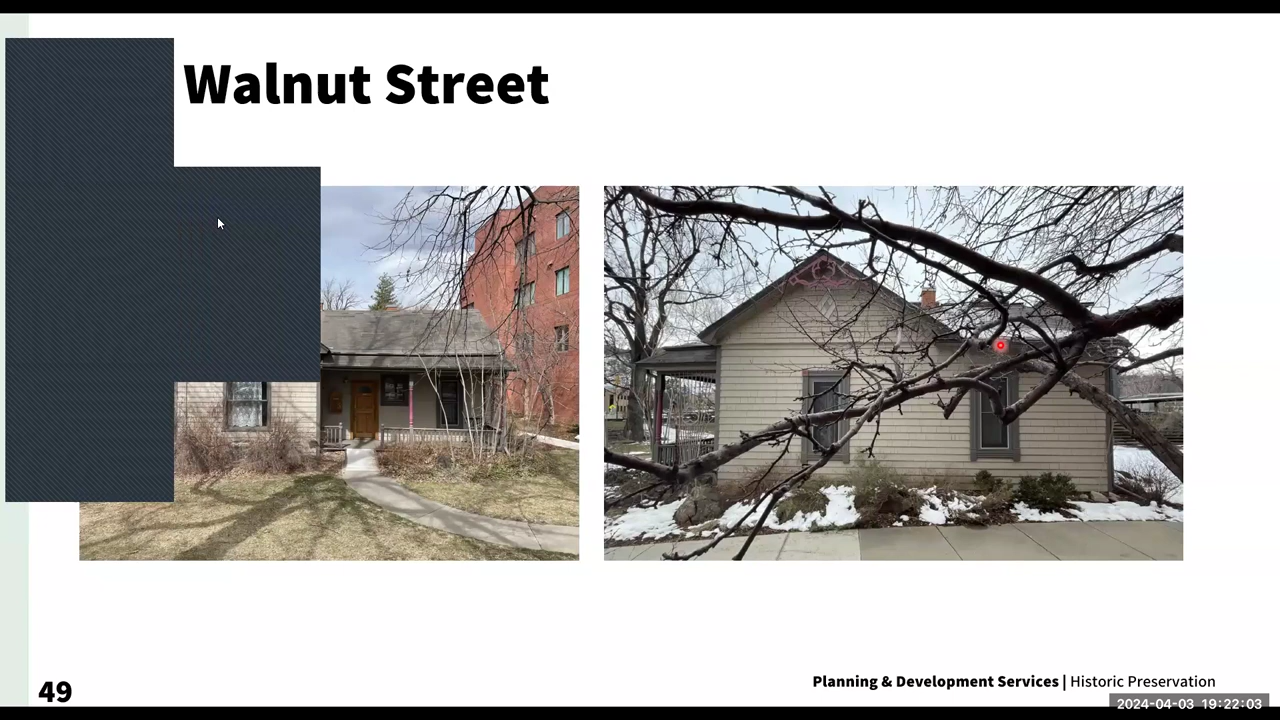 Walnut Street
49
Planning & Development Services | Historic Preservation
2024-04-03 19:22:03